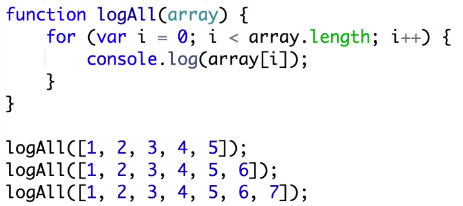 function logAll(array) {
    for (var i = 0; i < array.length; i++) {
        console.log(array[i]);
    }
}

logAll([1, 2, 3, 4, 5]);
logAll([1, 2, 3, 4, 5, 6]);
logAll([1, 2, 3, 4, 5, 6, 7]);